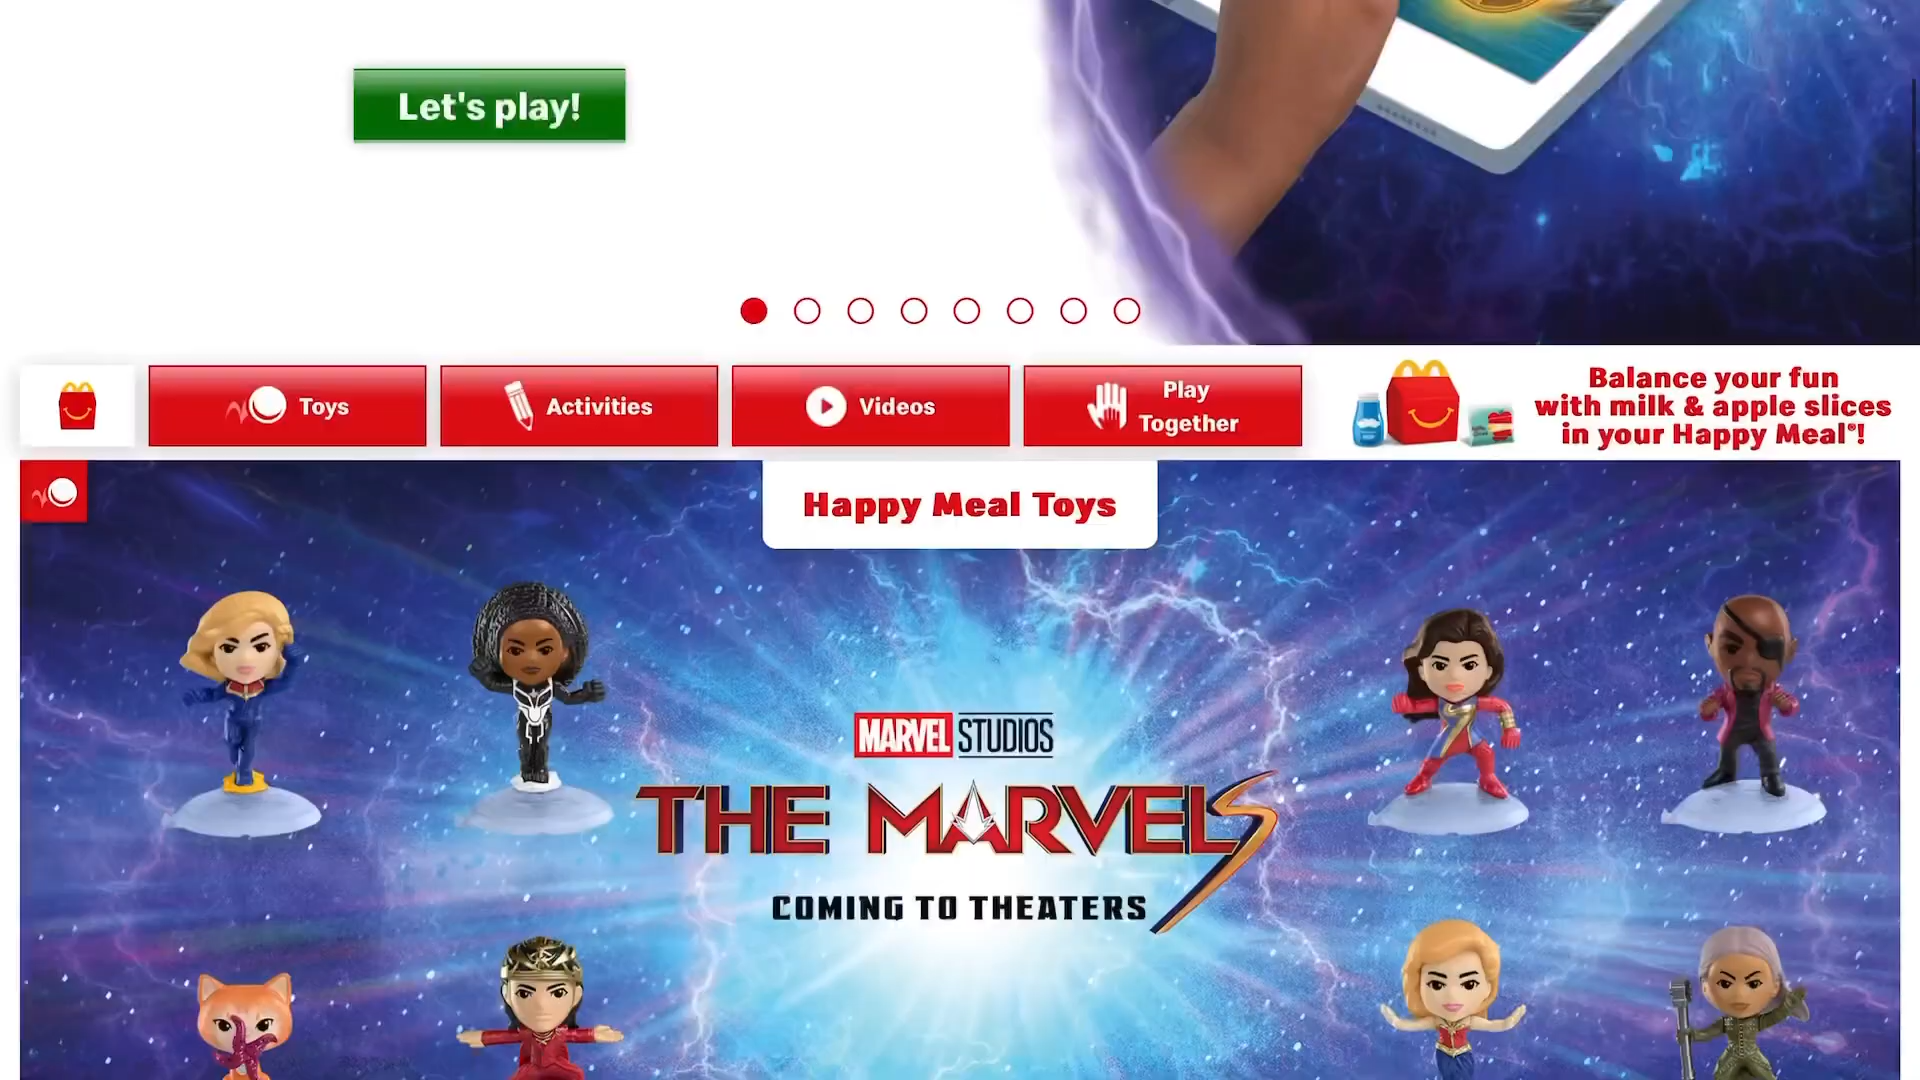 Let's play!
Toys
Activities
Videos
Play
Together
Balance your fun
with milk & apple slices
in your Happy Meal®!
Happy Meal Toys
MARVEL STUDIOS
THE MARVELS
COMING TO THEATERS